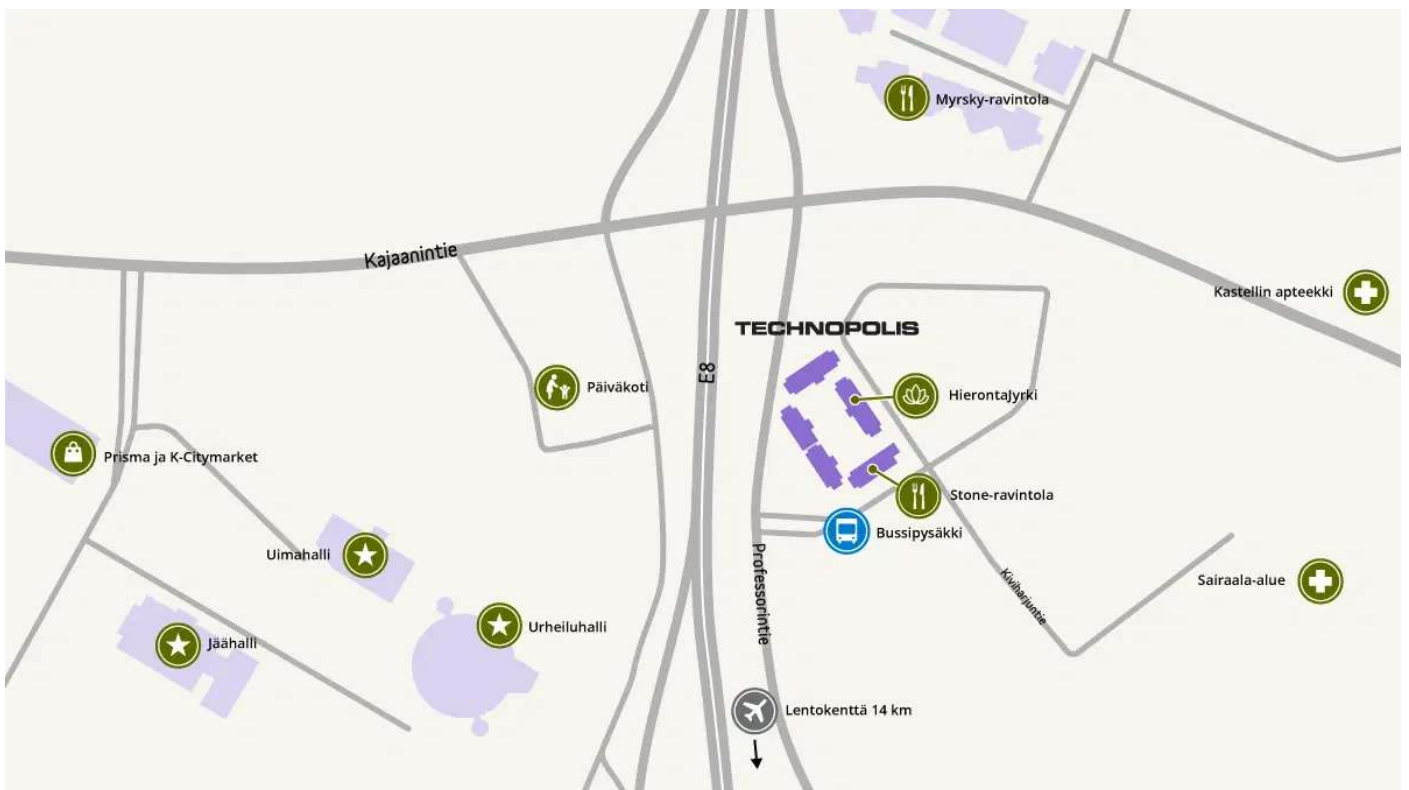 Myrsky-ravintola
Kajaanintie
Kastellin apteekki
TECHNOPOLIS
E8
Päiväkoti
HierontaJyrki
Prisma ja K-Citymarket
Stone-ravintola
Bussipysäkki
Uimahalli
Professorintie
Kiviharjuntie
Sairaala-alue
Urheiluhalli
Jäähalli
Lentokenttä 14 km